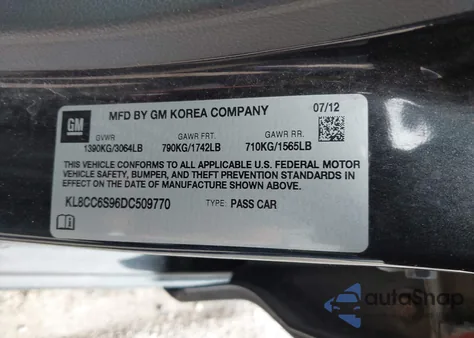 MFD BY GM KOREA COMPANY 07/12
GM
GVWR GAWR FRT. GAWR RR.
1390KG/3064LB 790KG/1742LB 710KG/1565LB
THIS VEHICLE CONFORMS TO ALL APPLICABLE U.S. FEDERAL MOTOR
VEHICLE SAFETY, BUMPER, AND THEFT PREVENTION STANDARDS IN
EFFECT ON THE DATE OF MANUFACTURE SHOWN ABOVE.
KL8CC6S96DC509770 TYPE: PASS CAR
autoShap